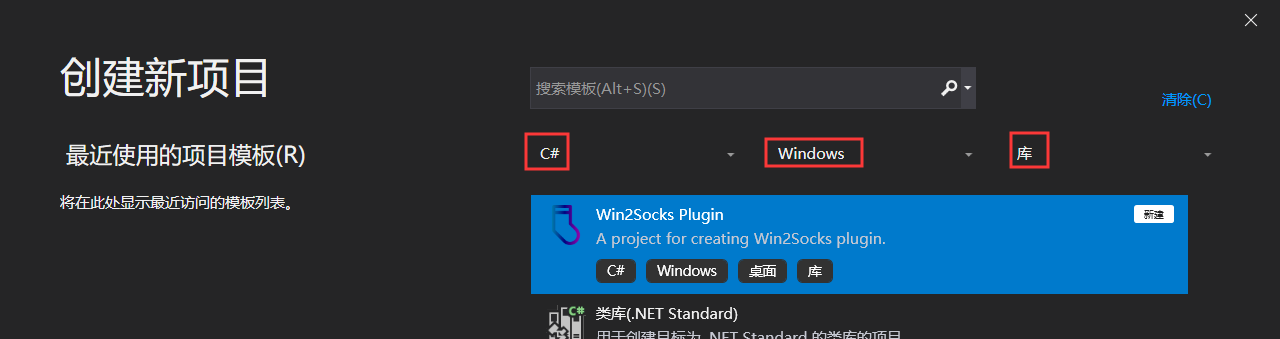 创建新项目
搜索模板(Alt+S)(S)
清除(C)
最近使用的项目模板(R)
将在此处显示最近访问的模板列表。
C# Windows 库
Win2Socks Plugin 新建
A project for creating Win2Socks plugin.
C# Windows 桌面 库
C#
类库(.NET Standard)
用于创建目标为 .NET Standard 的类库的项目